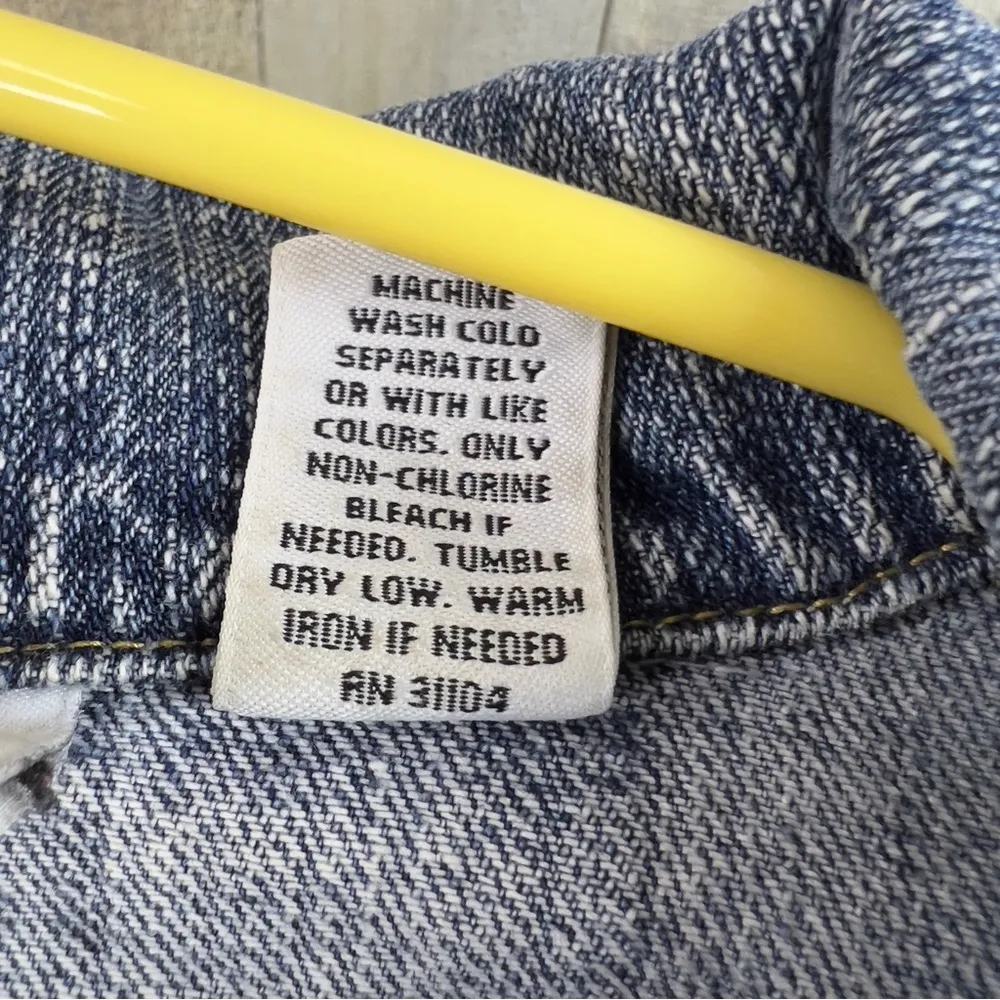 MACHINE
WASH COLD
SEPARATELY
OR WITH LIKE
COLORS. ONLY
NON-CHLORINE
BLEACH IF
NEEDED. TUMBLE
DRY LOW. WARM
IRON IF NEEDED
RN 31104